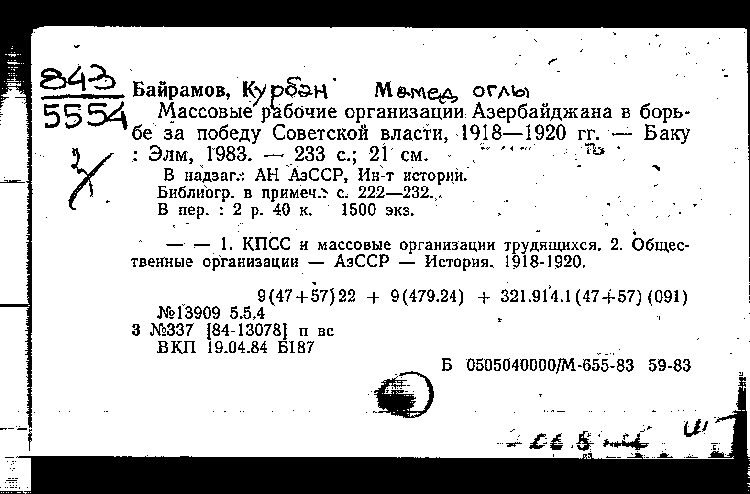 843
5554
Байрамов, Курбан Мамед оглы
Массовые рабочие организации Азербайджана в борь-
бе за победу Советской власти, 1918—1920 гг. — Баку
: Элм, 1983. — 233 с.; 21 см.
В надзаг.: АН АзССР, Ин-т истории.
Библиогр. в примеч.: с. 222—232.
В пер. : 2 р. 40 к. 1500 экз.
— — 1. КПСС и массовые организации трудящихся. 2. Общес-
твенные организации — АзССР — История. 1918-1920.
9(47+57)22 + 9(479.24) + 321.914.1(47+57)(091)
№13909 5.5.4
3 №337 [84-13078] п вс
ВКП 19.04.84 Б187
Б 0505040000/М-655-83 59-83